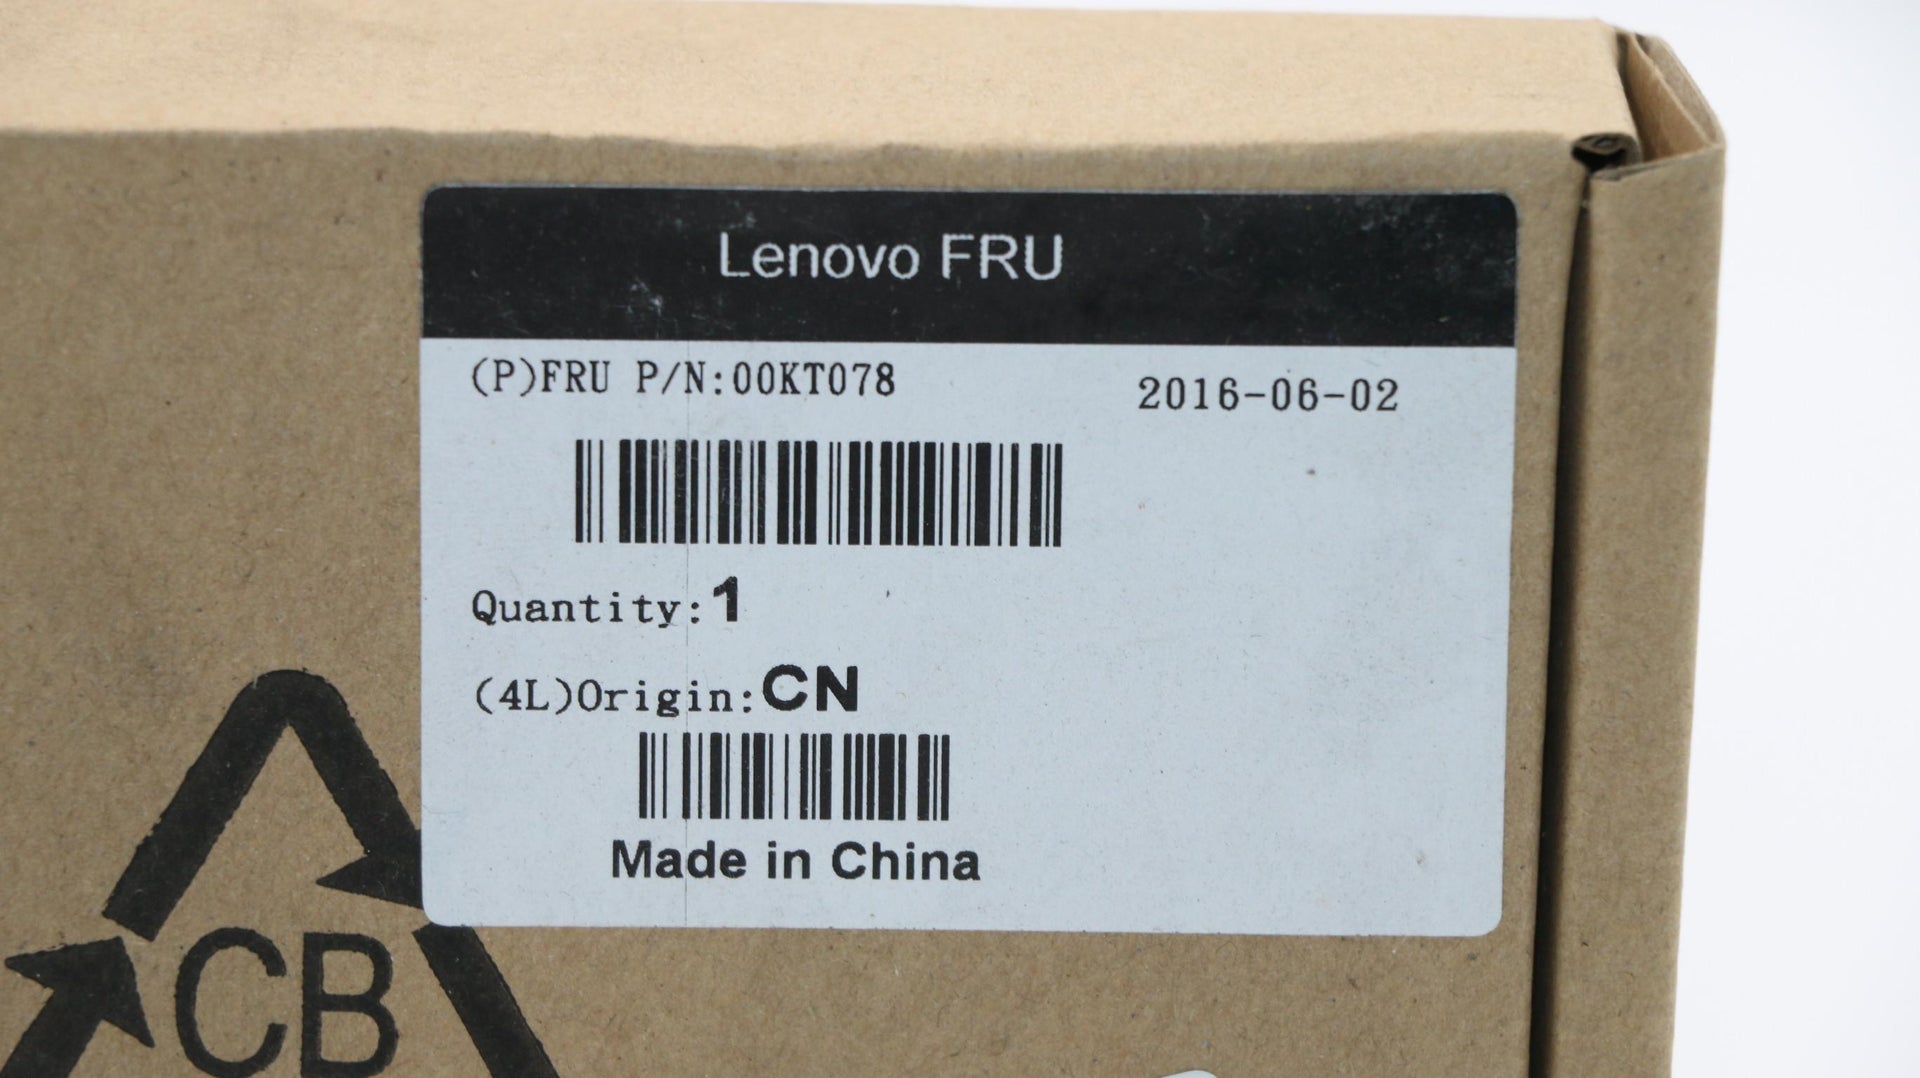 Lenovo FRU
(P)FRU P/N:00KT078
2016-06-02
Quantity:1
(4L)Origin:CN
Made in China
CB